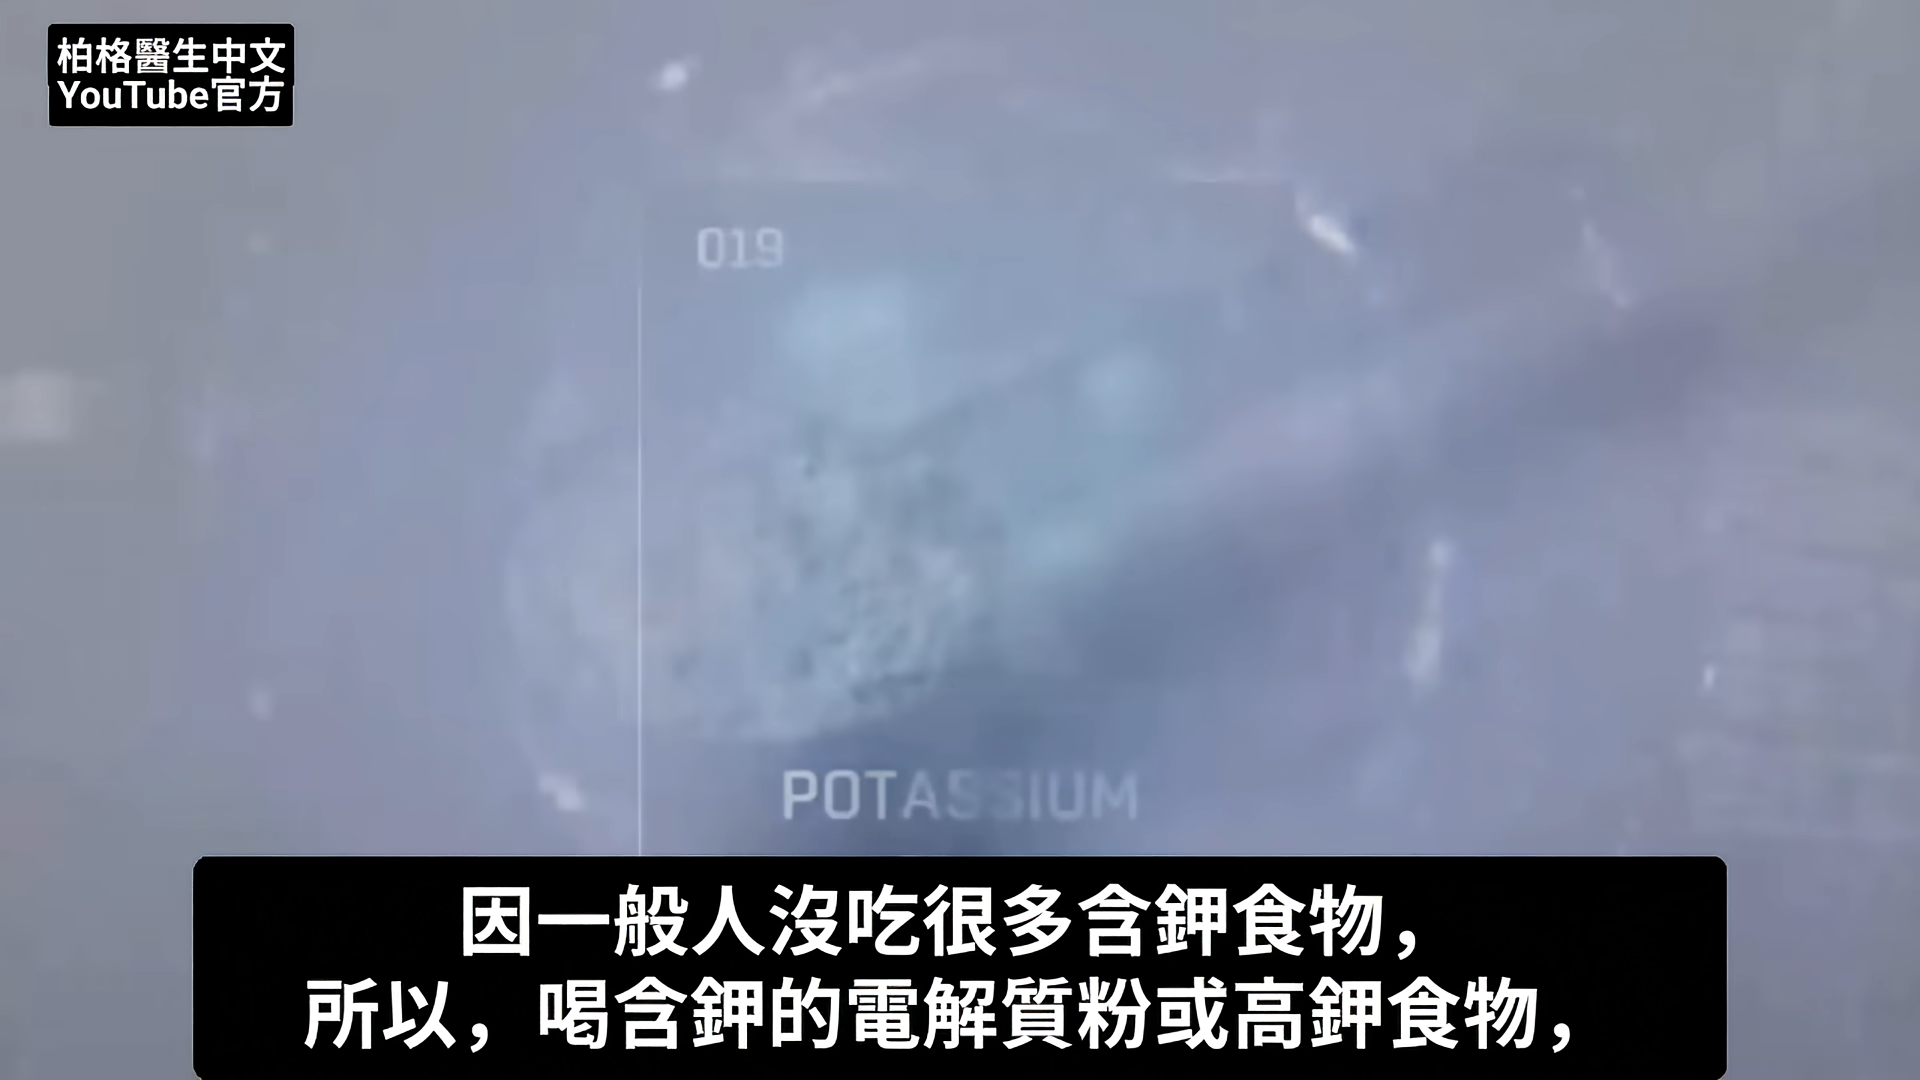 柏格醫生中文
YouTube官方
019
POTASSIUM
因一般人沒吃很多含鉀食物，
所以，喝含鉀的電解質粉或高鉀食物，